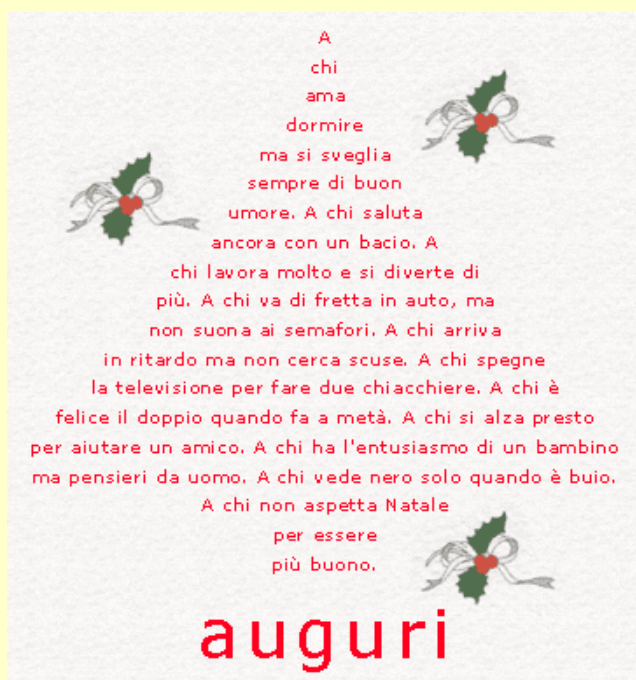 A
chi
ama
dormire
ma si sveglia
sempre di buon
umore. A chi saluta
ancora con un bacio. A
chi lavora molto e si diverte di
più. A chi va di fretta in auto, ma
non suona ai semafori. A chi arriva
in ritardo ma non cerca scuse. A chi spegne
la televisione per fare due chiacchiere. A chi è
felice il doppio quando fa a metà. A chi si alza presto
per aiutare un amico. A chi ha l'entusiasmo di un bambino
ma pensieri da uomo. A chi vede nero solo quando è buio.
A chi non aspetta Natale
per essere
più buono.
auguri